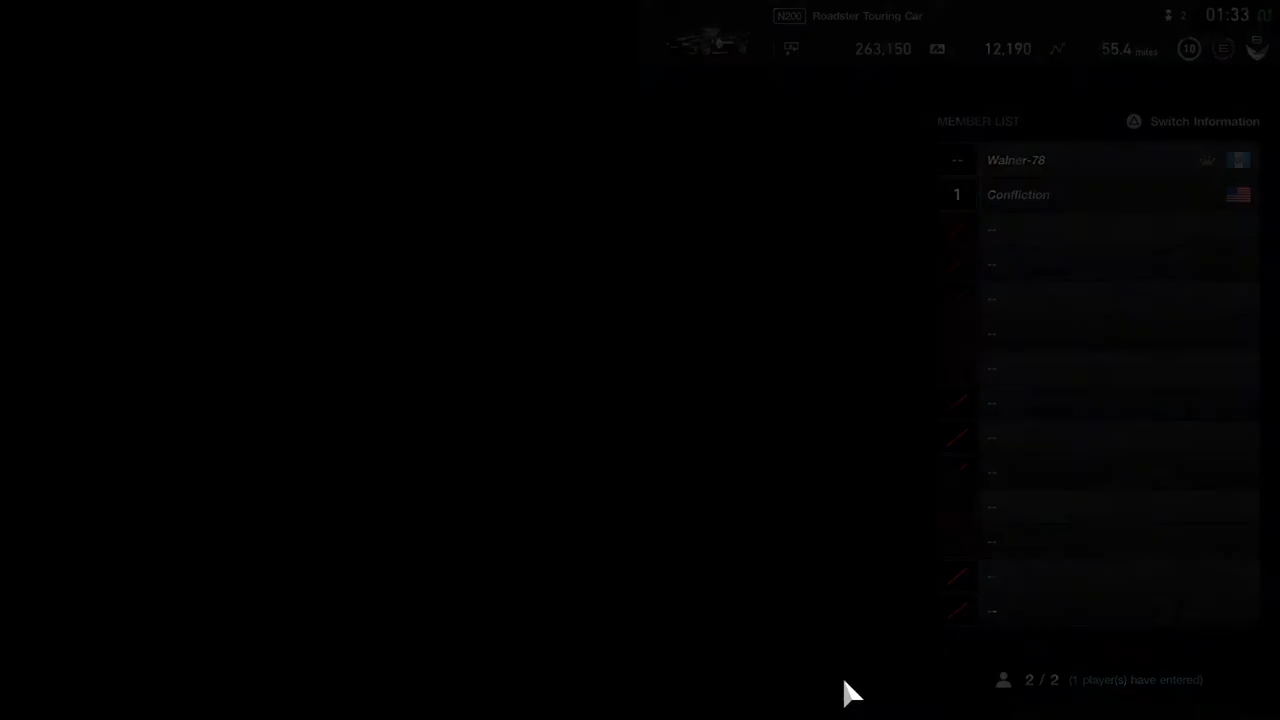 N200 Roadster Touring Car 2 01:33
263,150 12,190 55.4 miles 10 E B
MEMBER LIST Switch Information
-- Walner-78
1 Confliction
--
--
--
--
--
--
--
--
--
--
--
--
2 / 2 (1 player(s) have entered)